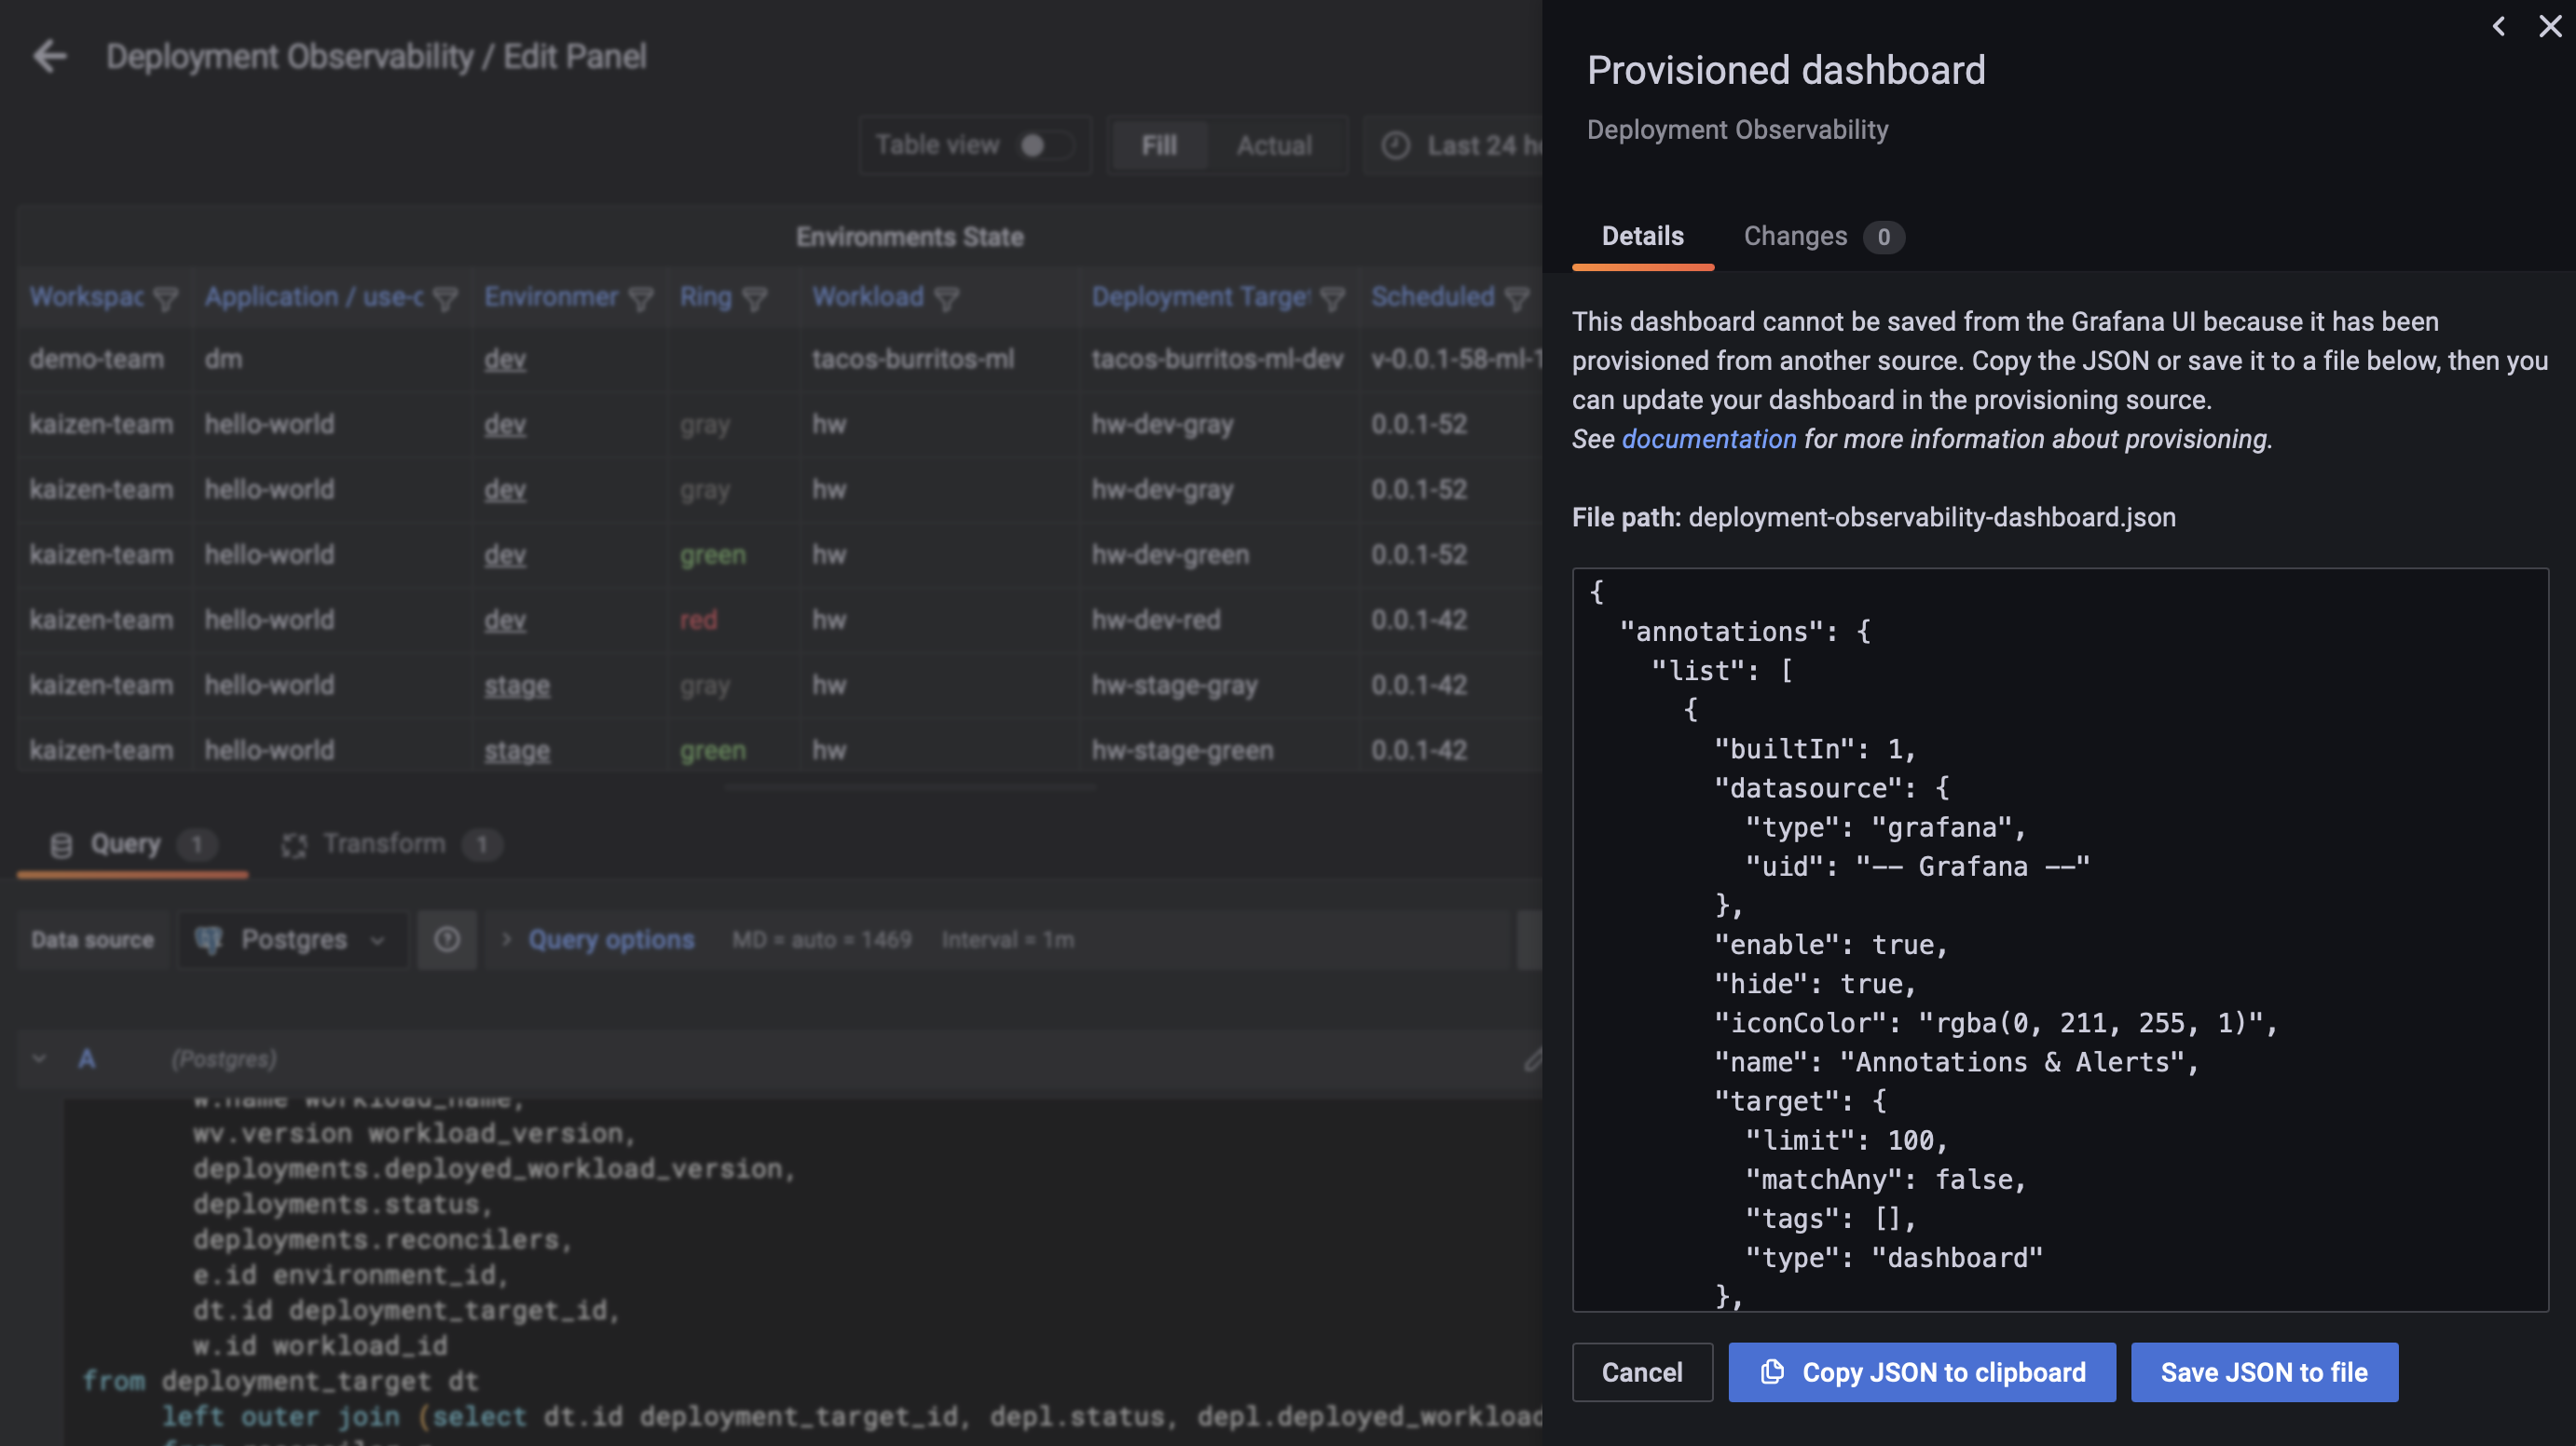 Deployment Observability / Edit Panel
Table view Fill Actual Last 24 h
Environments State
Workspac Application / use-c Environmer Ring Workload Deployment Target Scheduled
demo-team dm dev tacos-burritos-ml tacos-burritos-ml-dev v-0.0.1-58-ml-1
kaizen-team hello-world dev gray hw hw-dev-gray 0.0.1-52
kaizen-team hello-world dev gray hw hw-dev-gray 0.0.1-52
kaizen-team hello-world dev green hw hw-dev-green 0.0.1-52
kaizen-team hello-world dev red hw hw-dev-red 0.0.1-42
kaizen-team hello-world stage gray hw hw-stage-gray 0.0.1-42
kaizen-team hello-world stage green hw hw-stage-green 0.0.1-42
Query 1 Transform 1
Data source Postgres Query options MD = auto = 1469 Interval = 1m
A (Postgres)
w.name workload_name,
wv.version workload_version,
deployments.deployed_workload_version,
deployments.status,
deployments.reconcilers,
e.id environment_id,
dt.id deployment_target_id,
w.id workload_id
from deployment_target dt
left outer join (select dt.id deployment_target_id, depl.status, depl.deployed_workload
Provisioned dashboard
Deployment Observability
Details Changes 0
This dashboard cannot be saved from the Grafana UI because it has been
provisioned from another source. Copy the JSON or save it to a file below, then you
can update your dashboard in the provisioning source.
See documentation for more information about provisioning.
File path: deployment-observability-dashboard.json
{
"annotations": {
"list": [
{
"builtIn": 1,
"datasource": {
"type": "grafana",
"uid": "-- Grafana --"
},
"enable": true,
"hide": true,
"iconColor": "rgba(0, 211, 255, 1)",
"name": "Annotations & Alerts",
"target": {
"limit": 100,
"matchAny": false,
"tags": [],
"type": "dashboard"
},
Cancel Copy JSON to clipboard Save JSON to file